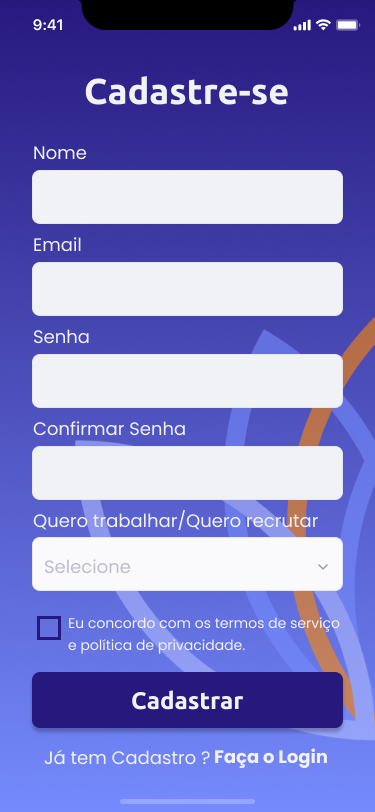 9:41
Cadastre-se
Nome
Email
Senha
Confirmar Senha
Quero trabalhar/Quero recrutar
Selecione
Eu concordo com os termos de serviço
e política de privacidade.
Cadastrar
Já tem Cadastro ? Faça o Login